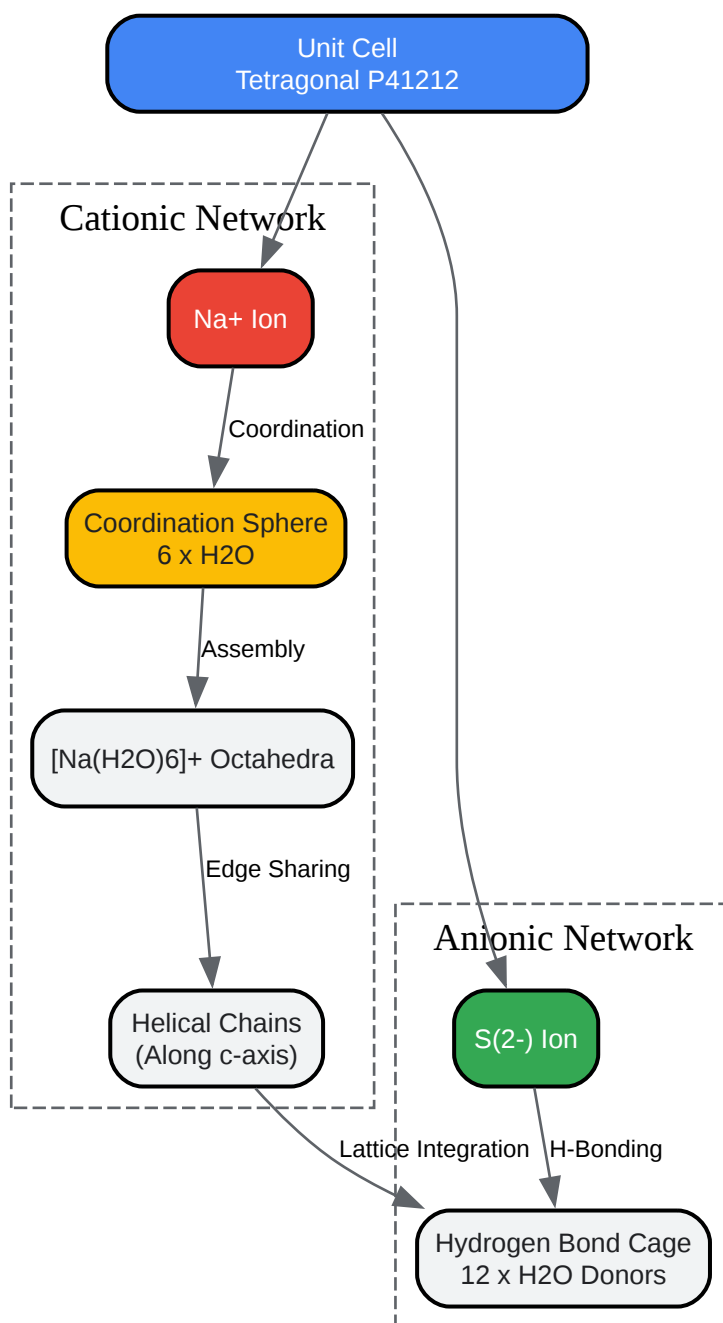 Unit Cell
Tetragonal P41212
Cationic Network
Na+ Ion
Coordination
Coordination Sphere
6 x H2O
Assembly
[Na(H2O)6]+ Octahedra
Edge Sharing
Helical Chains
(Along c-axis)
Anionic Network
S(2-) Ion
Lattice Integration
H-Bonding
Hydrogen Bond Cage
12 x H2O Donors